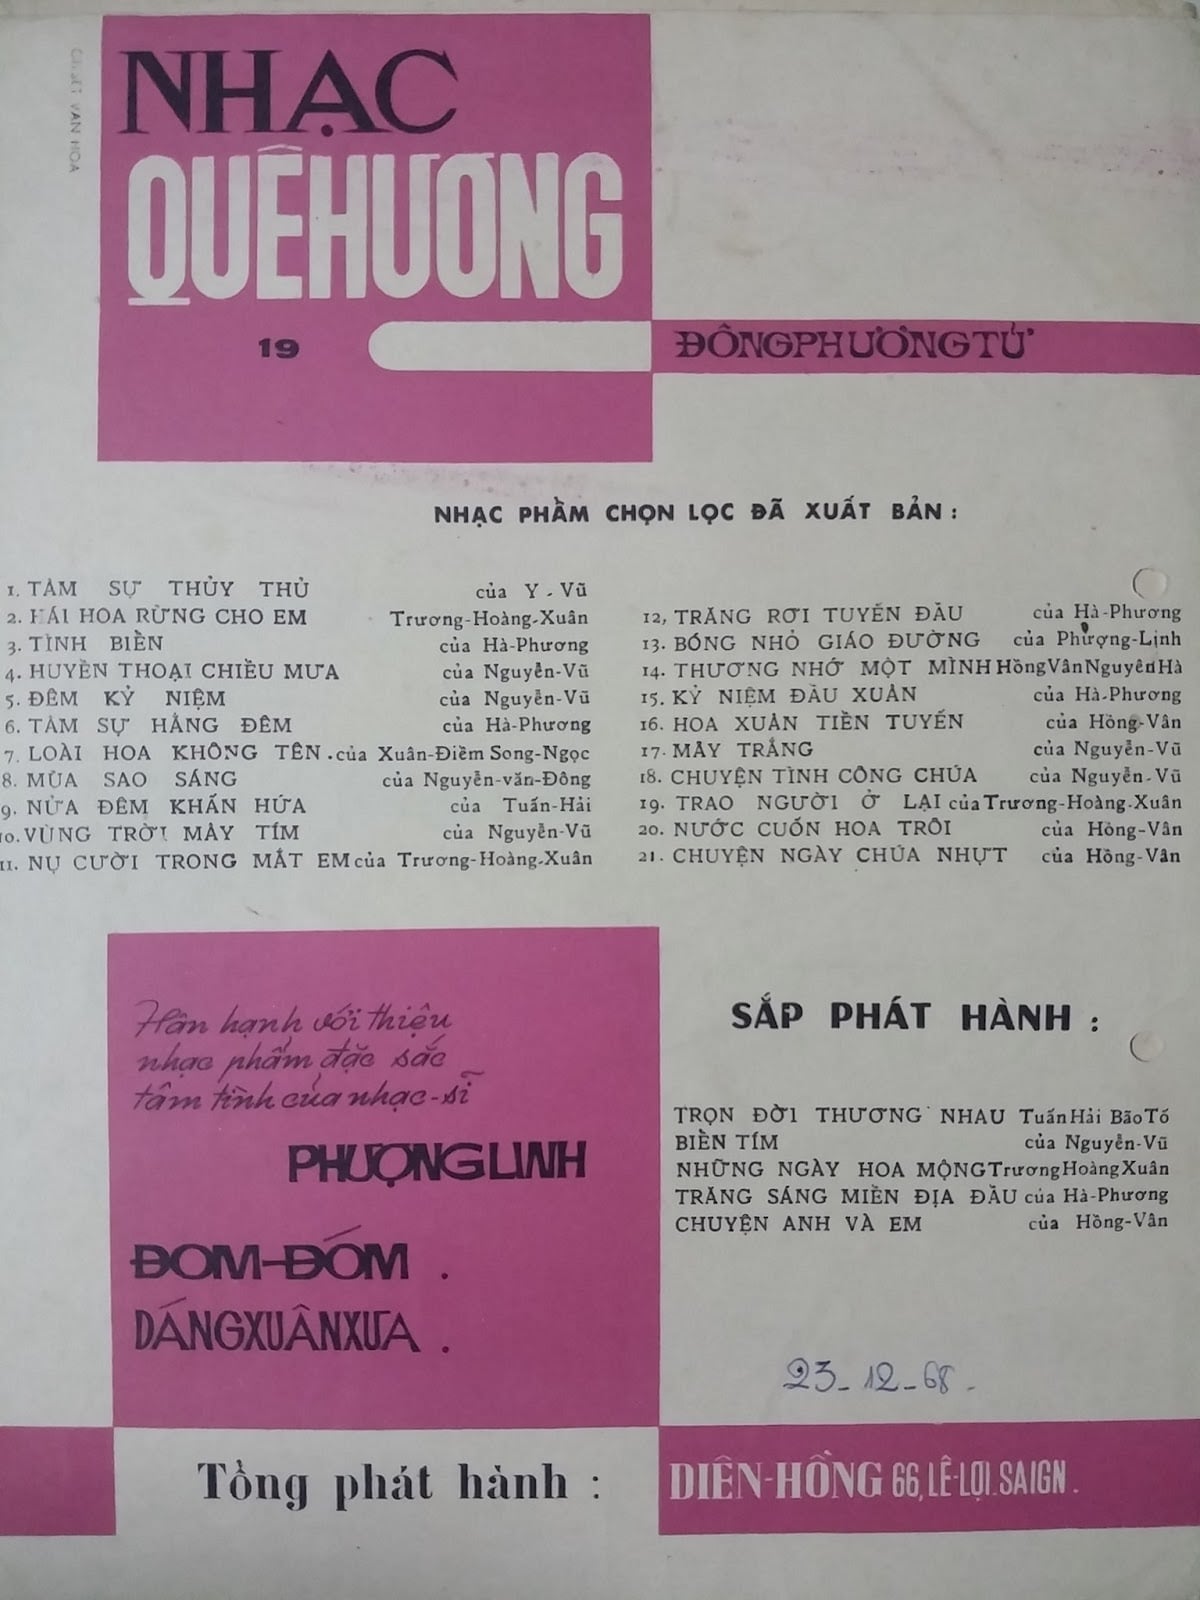 NHẠC
QUÊHƯƠNG
19
ĐÔNGPHƯƠNGTỬ
NHẠC PHẨM CHỌN LỌC ĐÃ XUẤT BẢN :
1. TÂM SỰ THỦY THỦ của Y - Vũ
2. HÁI HOA RỪNG CHO EM Trương-Hoàng-Xuân
3. TÌNH BIỂN của Hà-Phương
4. HUYỀN THOẠI CHIỀU MƯA của Nguyễn-Vũ
5. ĐÊM KỶ NIỆM của Nguyễn-Vũ
6. TÂM SỰ HẰNG ĐÊM của Hà-Phương
7. LOÀI HOA KHÔNG TÊN . của Xuân-Điềm Song-Ngọc
8. MÙA SAO SÁNG của Nguyễn-văn-Đông
9. NỬA ĐÊM KHẤN HỨA của Tuấn-Hải
10. VÙNG TRỜI MÂY TÍM của Nguyễn-Vũ
11. NỤ CƯỜI TRONG MẮT EM của Trương-Hoàng-Xuân
12, TRĂNG RƠI TUYẾN ĐẦU của Hà-Phương
13. BÓNG NHỎ GIÁO ĐƯỜNG của Phượng-Linh
14. THƯƠNG NHỚ MỘT MÌNH HồngVânNguyênHà
15. KỶ NIỆM ĐẦU XUÂN của Hà-Phương
16. HOA XUÂN TIỀN TUYẾN của Hồng-Vân
17. MÂY TRẮNG của Nguyễn-Vũ
18. CHUYỆN TÌNH CÔNG CHÚA của Nguyễn-Vũ
19. TRAO NGƯỜI Ở LẠI của Trương-Hoàng-Xuân
20. NƯỚC CUỐN HOA TRÔI của Hồng-Vân
21. CHUYỆN NGÀY CHÚA NHỰT của Hồng-Vân
Hân hạnh với thiệu
nhạc phẩm đặc sắc
tâm tình của nhạc-sĩ
PHƯỢNGLINH
ĐOM-ĐÓM .
DÁNGXUÂNXƯA .
SẮP PHÁT HÀNH :
TRỌN ĐỜI THƯƠNG NHAU TuấnHải BãoTố
BIỂN TÍM của Nguyễn-Vũ
NHỮNG NGÀY HOA MỘNG TrươngHoàngXuân
TRĂNG SÁNG MIỀN ĐỊA ĐẦU của Hà-Phương
CHUYỆN ANH VÀ EM của Hồng-Vân
23-12-68-
Tổng phát hành :
DIÊN-HỒNG 66, LÊ-LỢI. SAIGN .